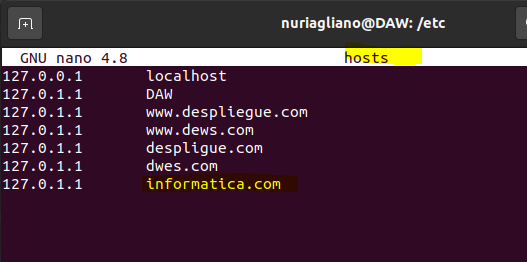 nuriagliano@DAW: /etc
GNU nano 4.8 hosts
127.0.0.1 localhost
127.0.1.1 DAW
127.0.1.1 www.despliegue.com
127.0.1.1 www.dews.com
127.0.1.1 despligue.com
127.0.1.1 dwes.com
127.0.1.1 informatica.com